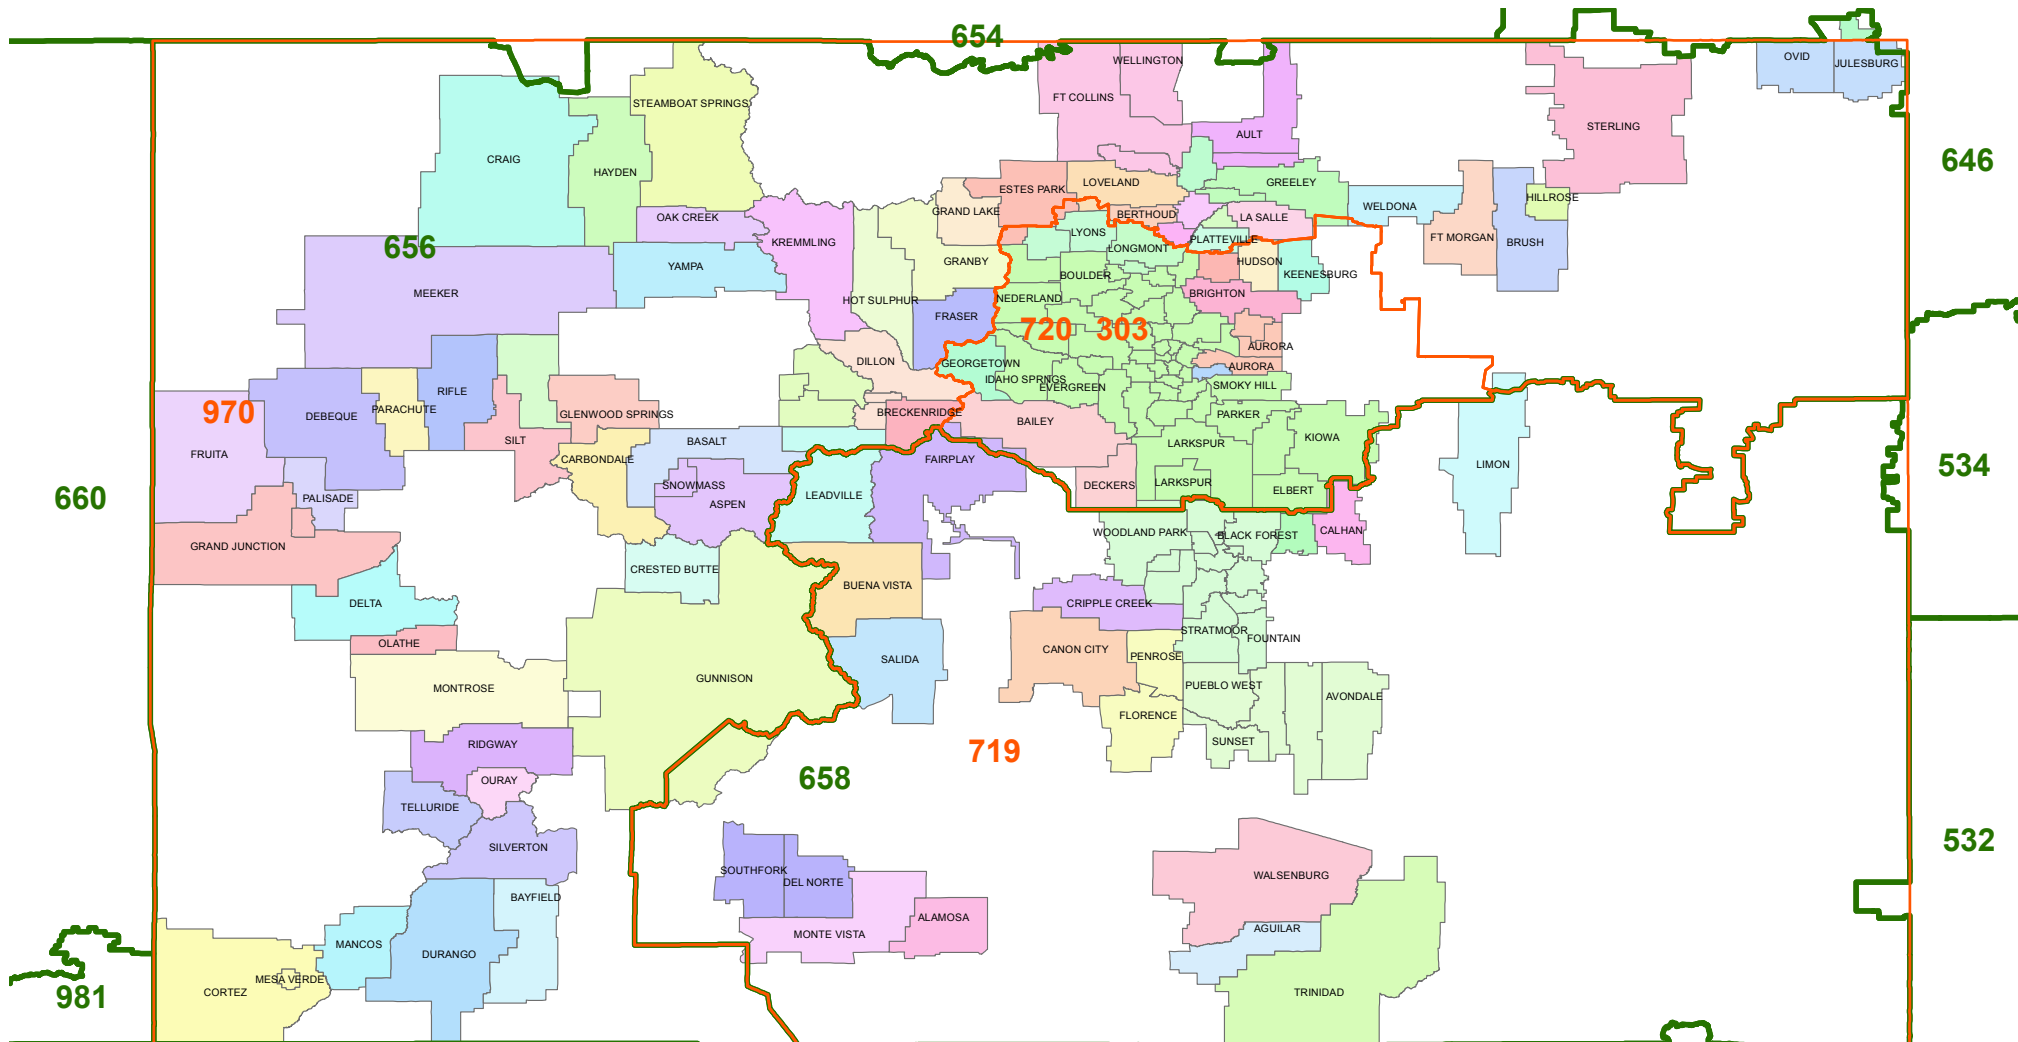 654
WELLINGTON
OVID
JULESBURG
FT COLLINS
STEAMBOAT SPRINGS
STERLING
AULT
CRAIG
646
HAYDEN
ESTES PARK
LOVELAND
GREELEY
HILLROSE
WELDONA
GRAND LAKE
BERTHOUD
OAK CREEK
LA SALLE
LYONS
KREMMLING
PLATTEVILLE
FT MORGAN
BRUSH
656
LONGMONT
GRANBY
HUDSON
YAMPA
BOULDER
KEENESBURG
MEEKER
BRIGHTON
HOT SULPHUR
NEDERLAND
FRASER
720
303
AURORA
DILLON
GEORGETOWN
AURORA
IDAHO SPRINGS
EVERGREEN
SMOKY HILL
RIFLE
PARACHUTE
970
DEBEQUE
GLENWOOD SPRINGS
BRECKENRIDGE
PARKER
BAILEY
KIOWA
SILT
BASALT
LARKSPUR
FRUITA
CARBONDALE
FAIRPLAY
LIMON
534
SNOWMASS
DECKERS
LARKSPUR
ELBERT
660
PALISADE
LEADVILLE
ASPEN
WOODLAND PARK
BLACK FOREST
CALHAN
GRAND JUNCTION
CRESTED BUTTE
BUENA VISTA
DELTA
CRIPPLE CREEK
STRATMOOR
FOUNTAIN
OLATHE
CANON CITY
PENROSE
SALIDA
GUNNISON
MONTROSE
PUEBLO WEST
AVONDALE
FLORENCE
RIDGWAY
SUNSET
719
OURAY
658
TELLURIDE
532
SILVERTON
SOUTHFORK
DEL NORTE
WALSENBURG
BAYFIELD
ALAMOSA
AGUILAR
MONTE VISTA
MANCOS
DURANGO
MESA VERDE
CORTEZ
TRINIDAD
981